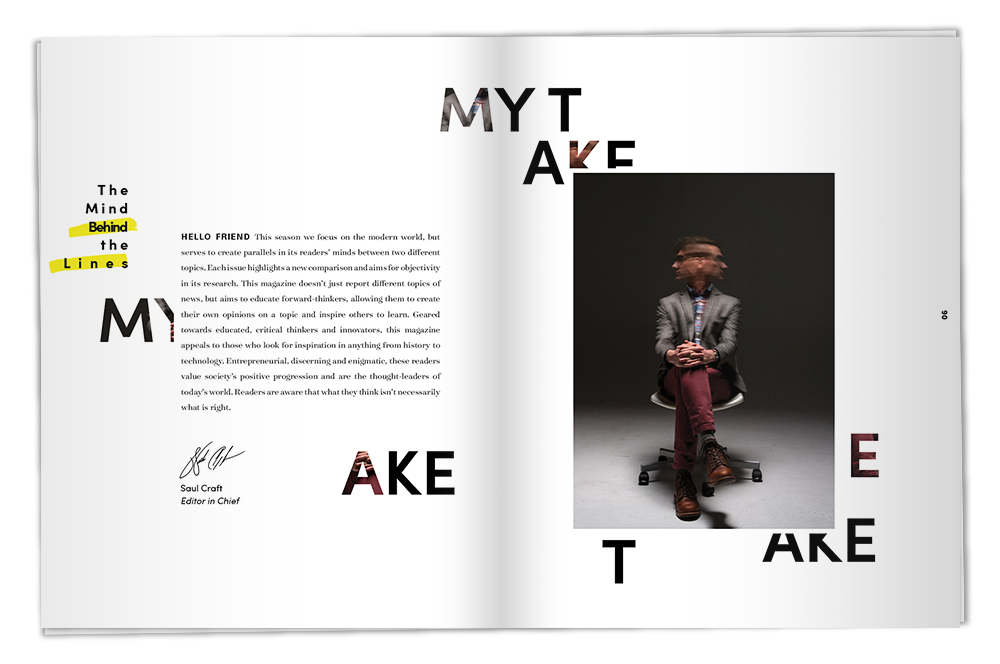 MY T
AKE
The
Mind
Behind
the
Lines
MY
HELLO FRIEND This season we focus on the modern world, but
serves to create parallels in its readers' minds between two different
topics. Each issue highlights a new comparison and aims for objectivity
in its research. This magazine doesn't just report different topics of
news, but aims to educate forward-thinkers, allowing them to create
their own opinions on a topic and inspire others to learn. Geared
towards educated, critical thinkers and innovators, this magazine
appeals to those who look for inspiration in anything from history to
technology. Entrepreneurial, discerning and enigmatic, these readers
value society's positive progression and are the thought-leaders of
today's world. Readers are aware that what they think isn't necessarily
what is right.
Saul Craft
Editor in Chief
AKE
E
AKE
T
90